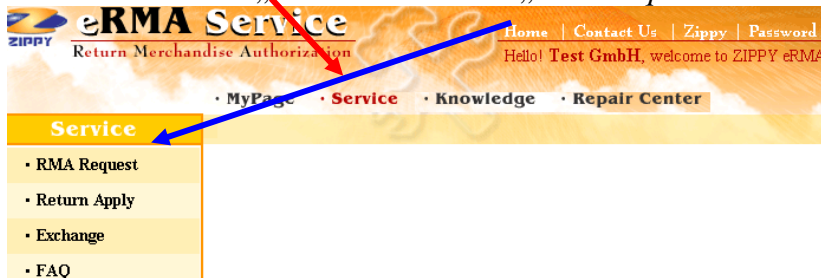 eRMA Service
ZIPPY
Return Merchandise Authorization
Home | Contact Us | Zippy | Password
Hello! Test GmbH, welcome to ZIPPY eRMA
· MyPage · Service · Knowledge · Repair Center
Service
· RMA Request
· Return Apply
· Exchange
· FAQ